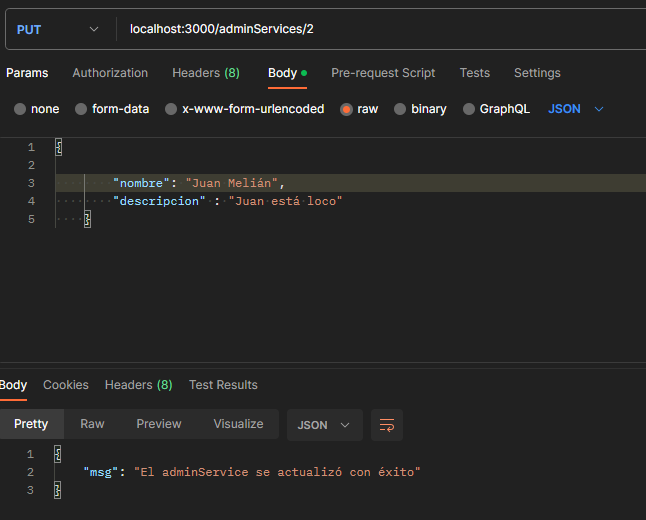 PUT localhost:3000/adminServices/2
Params Authorization Headers (8) Body Pre-request Script Tests Settings
none form-data x-www-form-urlencoded raw binary GraphQL JSON
1 {
2
3 "nombre": "Juan Melián",
4 "descripcion" : "Juan está loco"
5 }
Body Cookies Headers (8) Test Results
Pretty Raw Preview Visualize JSON
1 {
2 "msg": "El adminService se actualizó con éxito"
3 }